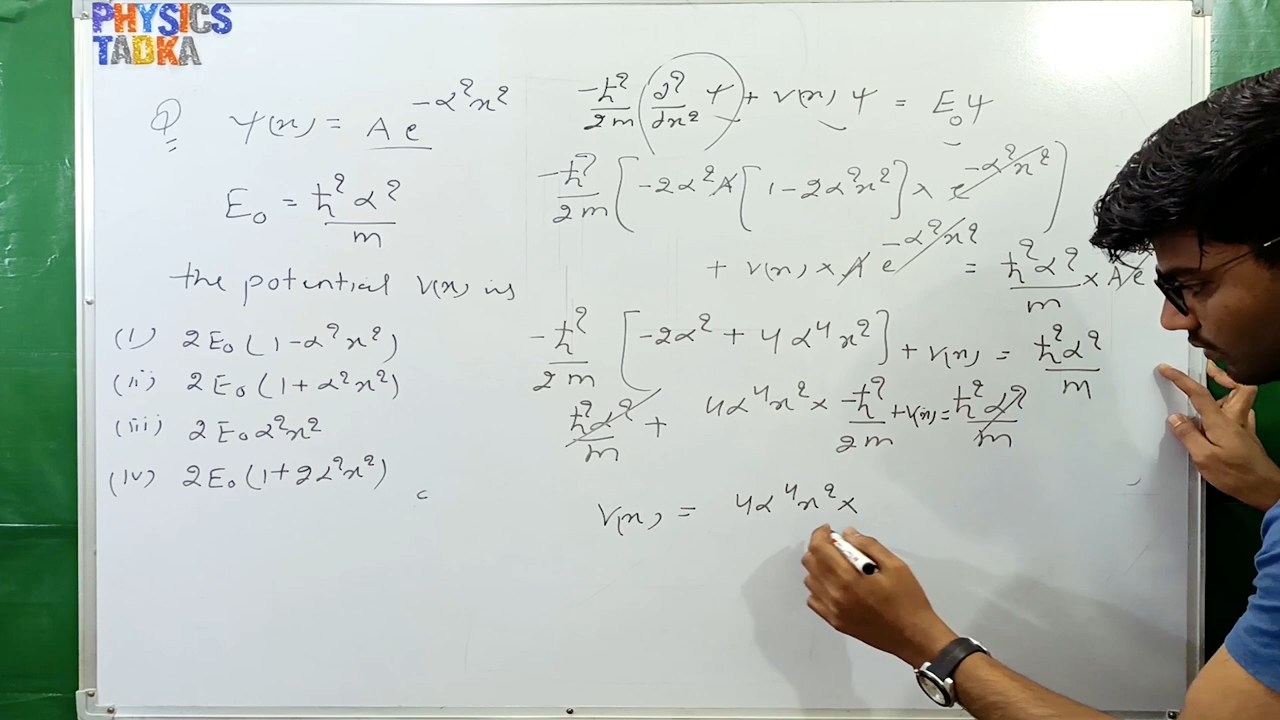 PHYSICS
TADKA
Q ψ(x) = A e^{-α²x²}
E₀ = ħ²α²/m
the potential V(x) is
(i) 2E₀(1-α²x²)
(ii) 2E₀(1+α²x²)
(iii) 2E₀α²x²
(iv) 2E₀(1+2α²x²)
-ħ²/2m ∂²/∂x² ψ + V(x) ψ = E₀ψ
-ħ²/2m [-2α²A[1-2α²x²] × e^{-α²x²}]
+ V(x) × A e^{-α²x²} = ħ²α²/m × Ae
-ħ²/2m [-2α² + 4α⁴x²] + V(x) = ħ²α²/m
ħ²α²/m + 4α⁴x² × -ħ²/2m + V(x) = ħ²α²/m
V(x) = 4α⁴x² ×